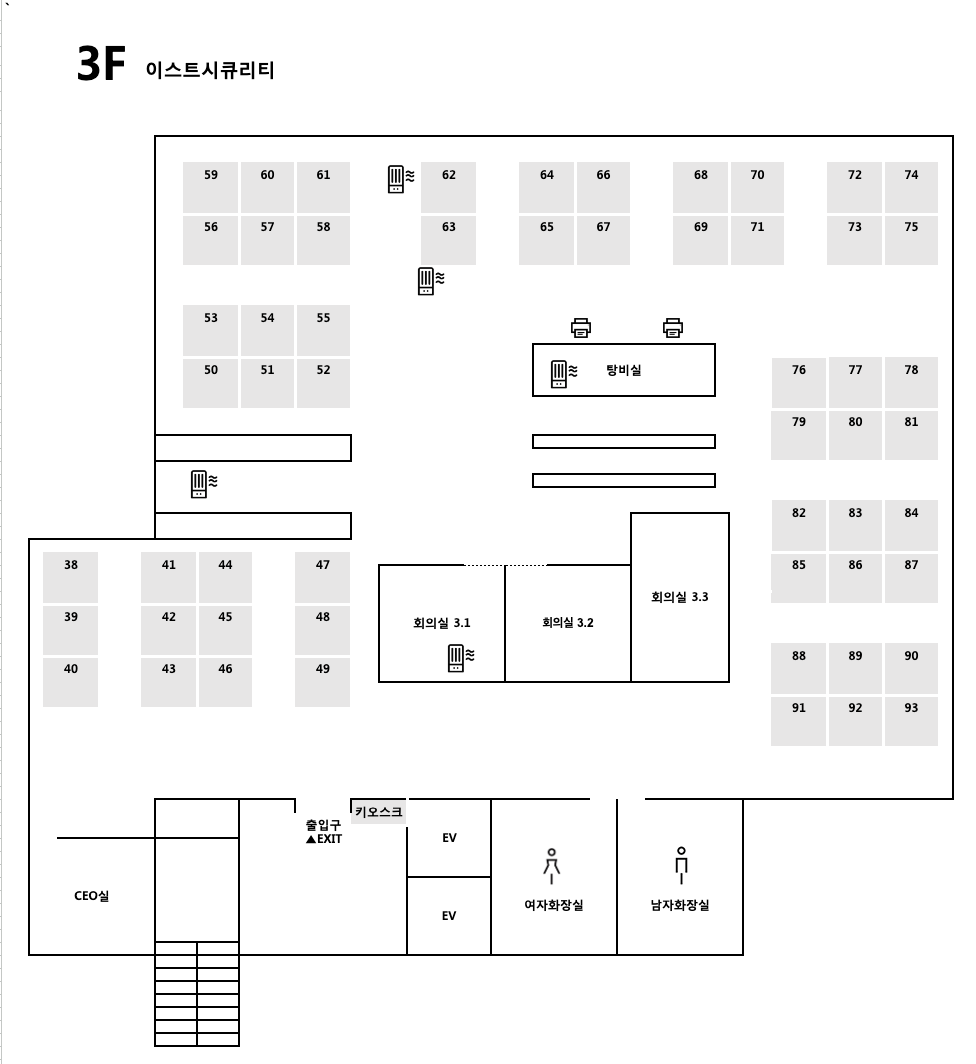 `
3F 이스트시큐리티
59 60 61 62 64 66 68 70 72 74
56 57 58 63 65 67 69 71 73 75
53 54 55
50 51 52
탕비실
76 77 78
79 80 81
82 83 84
85 86 87
38 41 44 47
39 42 45 48
40 43 46 49
회의실 3.1
회의실 3.2
회의실 3.3
88 89 90
91 92 93
키오스크
출입구
▲EXIT
EV
EV
CEO실
여자화장실
남자화장실